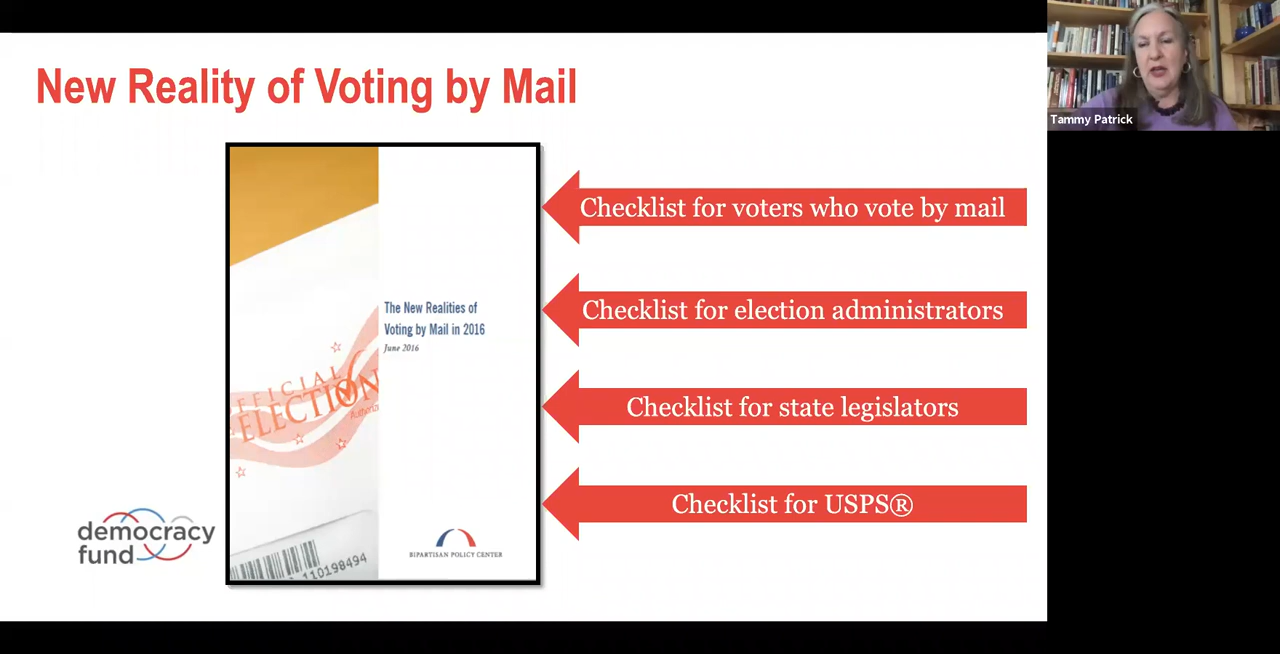 New Reality of Voting by Mail
Tammy Patrick
The New Realities of
Voting by Mail in 2016
June 2016
FFICIAL
ELECTION
Authoriz
110198494
BIPARTISAN POLICY CENTER
Checklist for voters who vote by mail
Checklist for election administrators
Checklist for state legislators
Checklist for USPS®
democracy
fund